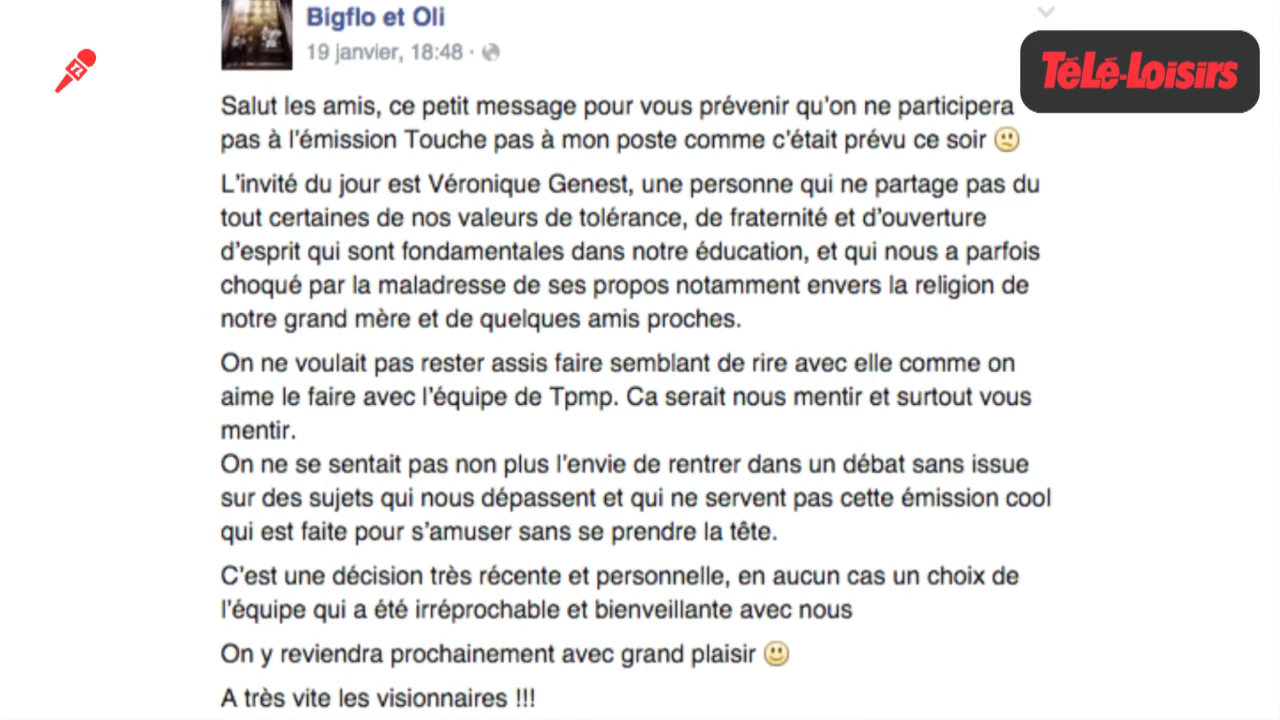 Bigflo et Oli
19 janvier, 18:48 ·
TéLé-Loisirs
TL
Salut les amis, ce petit message pour vous prévenir qu'on ne participera
pas à l'émission Touche pas à mon poste comme c'était prévu ce soir
L'invité du jour est Véronique Genest, une personne qui ne partage pas du
tout certaines de nos valeurs de tolérance, de fraternité et d'ouverture
d'esprit qui sont fondamentales dans notre éducation, et qui nous a parfois
choqué par la maladresse de ses propos notamment envers la religion de
notre grand mère et de quelques amis proches.
On ne voulait pas rester assis faire semblant de rire avec elle comme on
aime le faire avec l'équipe de Tpmp. Ca serait nous mentir et surtout vous
mentir.
On ne se sentait pas non plus l'envie de rentrer dans un débat sans issue
sur des sujets qui nous dépassent et qui ne servent pas cette émission cool
qui est faite pour s'amuser sans se prendre la tête.
C'est une décision très récente et personnelle, en aucun cas un choix de
l'équipe qui a été irréprochable et bienveillante avec nous
On y reviendra prochainement avec grand plaisir
A très vite les visionnaires !!!